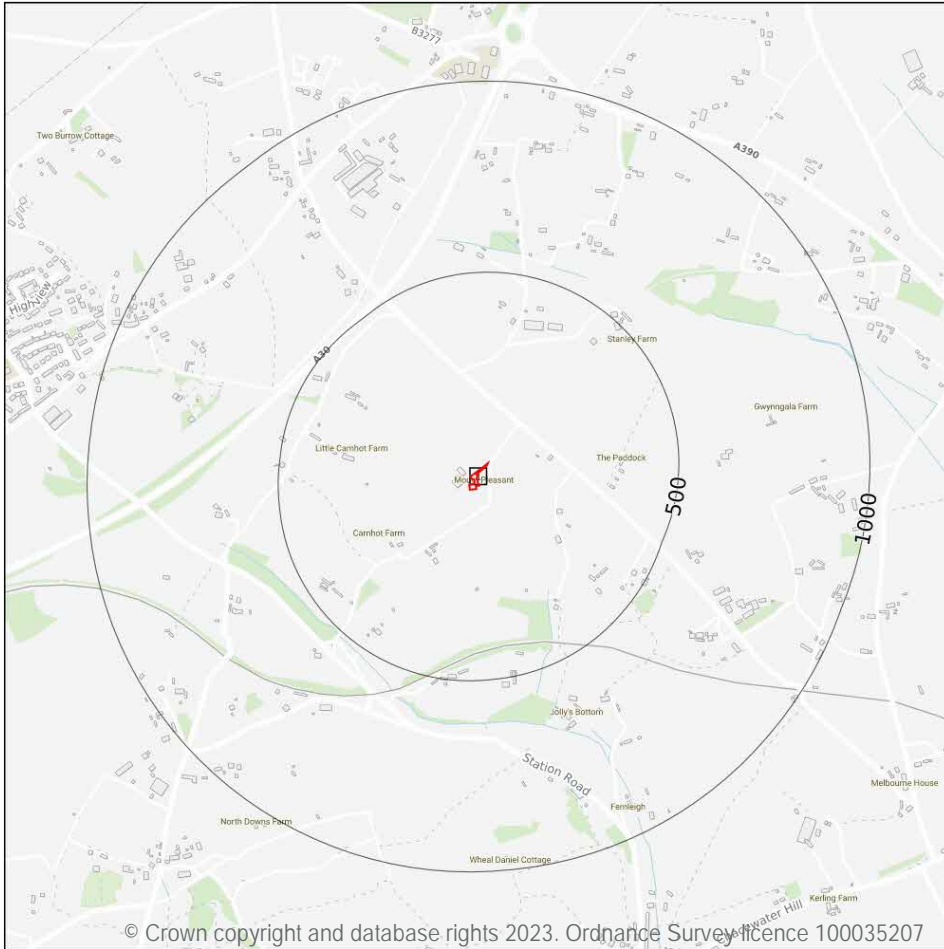 B3277
Two Burrow Cottage
A390
Highview
A30
Stanley Farm
Gwynngala Farm
Little Carnhot Farm
The Paddock
Mount Pleasant
500
1000
Carnhot Farm
Jolly's Bottom
Station Road
Melbourne House
Fernleigh
North Downs Farm
Wheal Daniel Cottage
Kerling Farm
Hill
© Crown copyright and database rights 2023. Ordnance Survey licence 100035207